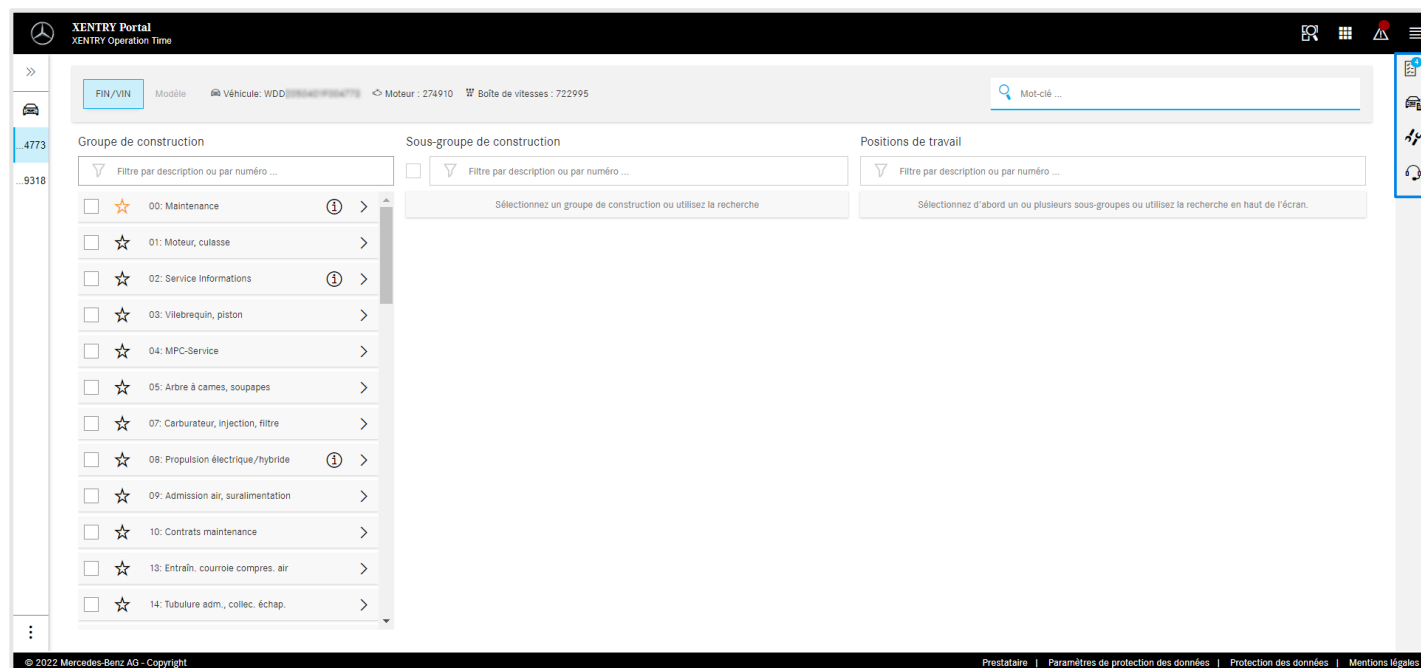 XENTRY Portal
XENTRY Operation Time
4
FIN/VIN Modèle Véhicule: WDD Moteur : 274910 Boîte de vitesses : 722995
Mot-clé ...
...4773
...9318
Groupe de construction
Filtre par description ou par numéro ...
00: Maintenance
01: Moteur, culasse
02: Service Informations
03: Vilebrequin, piston
04: MPC-Service
05: Arbre à cames, soupapes
07: Carburateur, injection, filtre
08: Propulsion électrique/hybride
09: Admission air, suralimentation
10: Contrats maintenance
13: Entraîn. courroie compres. air
14: Tubulure adm., collec. échap.
Sous-groupe de construction
Filtre par description ou par numéro ...
Sélectionnez un groupe de construction ou utilisez la recherche
Positions de travail
Filtre par description ou par numéro ...
Sélectionnez d'abord un ou plusieurs sous-groupes ou utilisez la recherche en haut de l'écran.
© 2022 Mercedes-Benz AG - Copyright
Prestataire | Paramètres de protection des données | Protection des données | Mentions légales